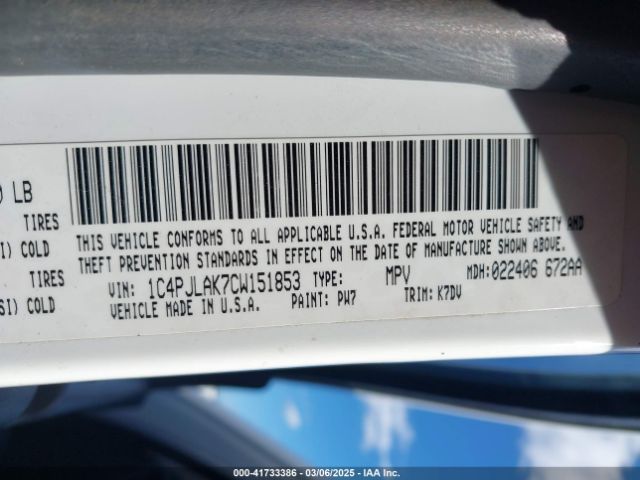 ) LB
TIRES
I) COLD
TIRES
SI) COLD
THIS VEHICLE CONFORMS TO ALL APPLICABLE U.S.A. FEDERAL MOTOR VEHICLE SAFETY AND
THEFT PREVENTION STANDARDS IN EFFECT ON THE DATE OF MANUFACTURE SHOWN ABOVE.
VIN: 1C4PJLAK7CW151853 TYPE: MPV MDH:022406 672AA
VEHICLE MADE IN U.S.A. PAINT: PW7 TRIM: K7DV
000-41733386 - 03/06/2025 - IAA Inc.